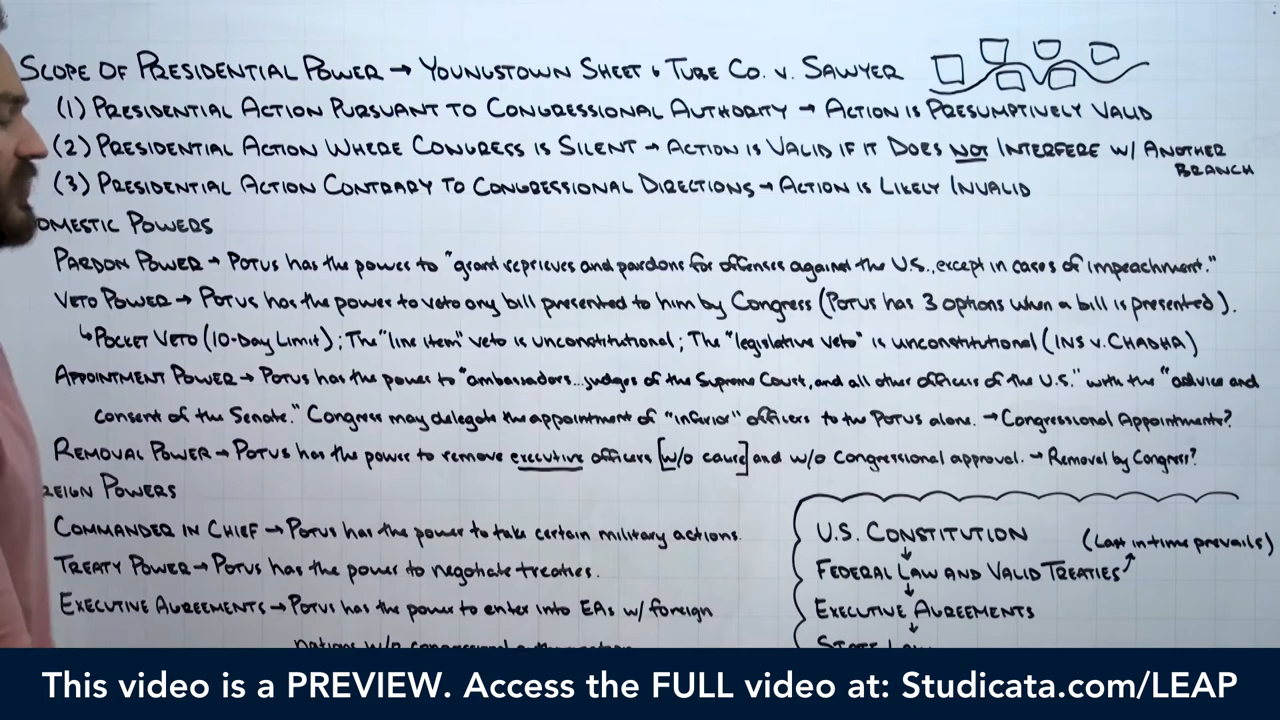 SCOPE OF PRESIDENTIAL POWER → YOUNGSTOWN SHEET & TUBE CO. V. SAWYER
(1) PRESIDENTIAL ACTION PURSUANT TO CONGRESSIONAL AUTHORITY → ACTION IS PRESUMPTIVELY VALID
(2) PRESIDENTIAL ACTION WHERE CONGRESS IS SILENT → ACTION IS VALID IF IT DOES NOT INTERFERE W/ ANOTHER
BRANCH
(3) PRESIDENTIAL ACTION CONTRARY TO CONGRESSIONAL DIRECTIONS → ACTION IS LIKELY INVALID
OMESTIC POWERS
PARDON POWER → POTUS has the power to "grant reprieves and pardons for offenses against the U.S., except in cases of impeachment."
VETO POWER → POTUS has the power to veto any bill presented to him by Congress (POTUS has 3 options when a bill is presented).
↳ POCKET VETO (10-DAY LIMIT); The "line item" veto is unconstitutional; The "legislative veto" is unconstitutional (INS v. CHADHA)
APPOINTMENT POWER → POTUS has the power to "ambassadors...judges of the Supreme Court, and all other officers of the U.S." with the "advice and
consent of the Senate." Congress may delegate the appointment of "inferior" officers to the POTUS alone. → Congressional Appointments?
REMOVAL POWER → POTUS has the power to remove executive officers [w/o cause] and w/o Congressional approval. → Removal by Congress?
REIGN POWERS
COMMANDER IN CHIEF → POTUS has the power to take certain military actions.
TREATY POWER → POTUS has the power to negotiate treaties.
EXECUTIVE AGREEMENTS → POTUS has the power to enter into EAs w/ foreign
nations w/o
U.S. CONSTITUTION
(Last in time prevails)
↓
FEDERAL LAW AND VALID TREATIES
↓
EXECUTIVE AGREEMENTS
↓
STATE
This video is a PREVIEW. Access the FULL video at: Studicata.com/LEAP